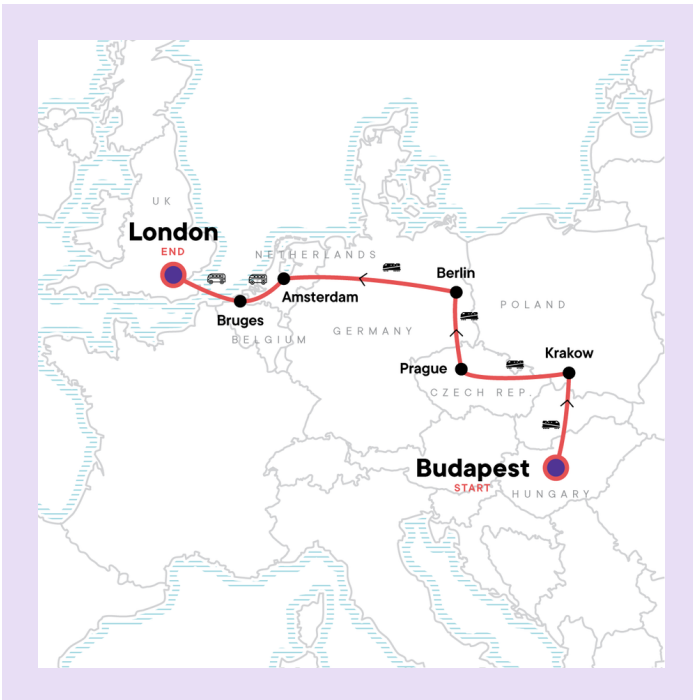 UK
London
END
NETHERLANDS
Berlin
Amsterdam
POLAND
Bruges
GERMANY
BELGIUM
Krakow
Prague
CZECH REP.
Budapest
START
HUNGARY